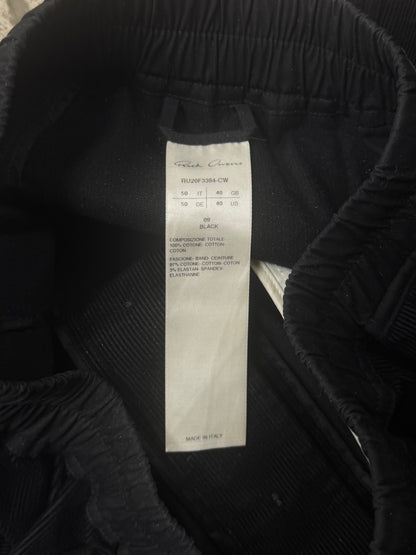 Rick Owens
RU20F3384-CW
50 IT 40 GB
50 DE 40 US
09
BLACK
COMPOSIZIONE TOTALE:
100% COTONE- COTTON-
COTON
FASCIONE- BAND- CEINTURE
97% COTONE- COTTON-COTON
3% ELASTAN- SPANDEX-
ELASTHANNE
MADE IN ITALY